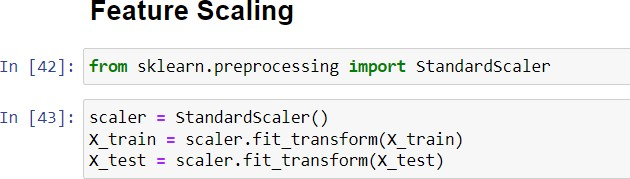 Feature Scaling
In [42]: from sklearn.preprocessing import StandardScaler
In [43]: scaler = StandardScaler()
X_train = scaler.fit_transform(X_train)
X_test = scaler.fit_transform(X_test)